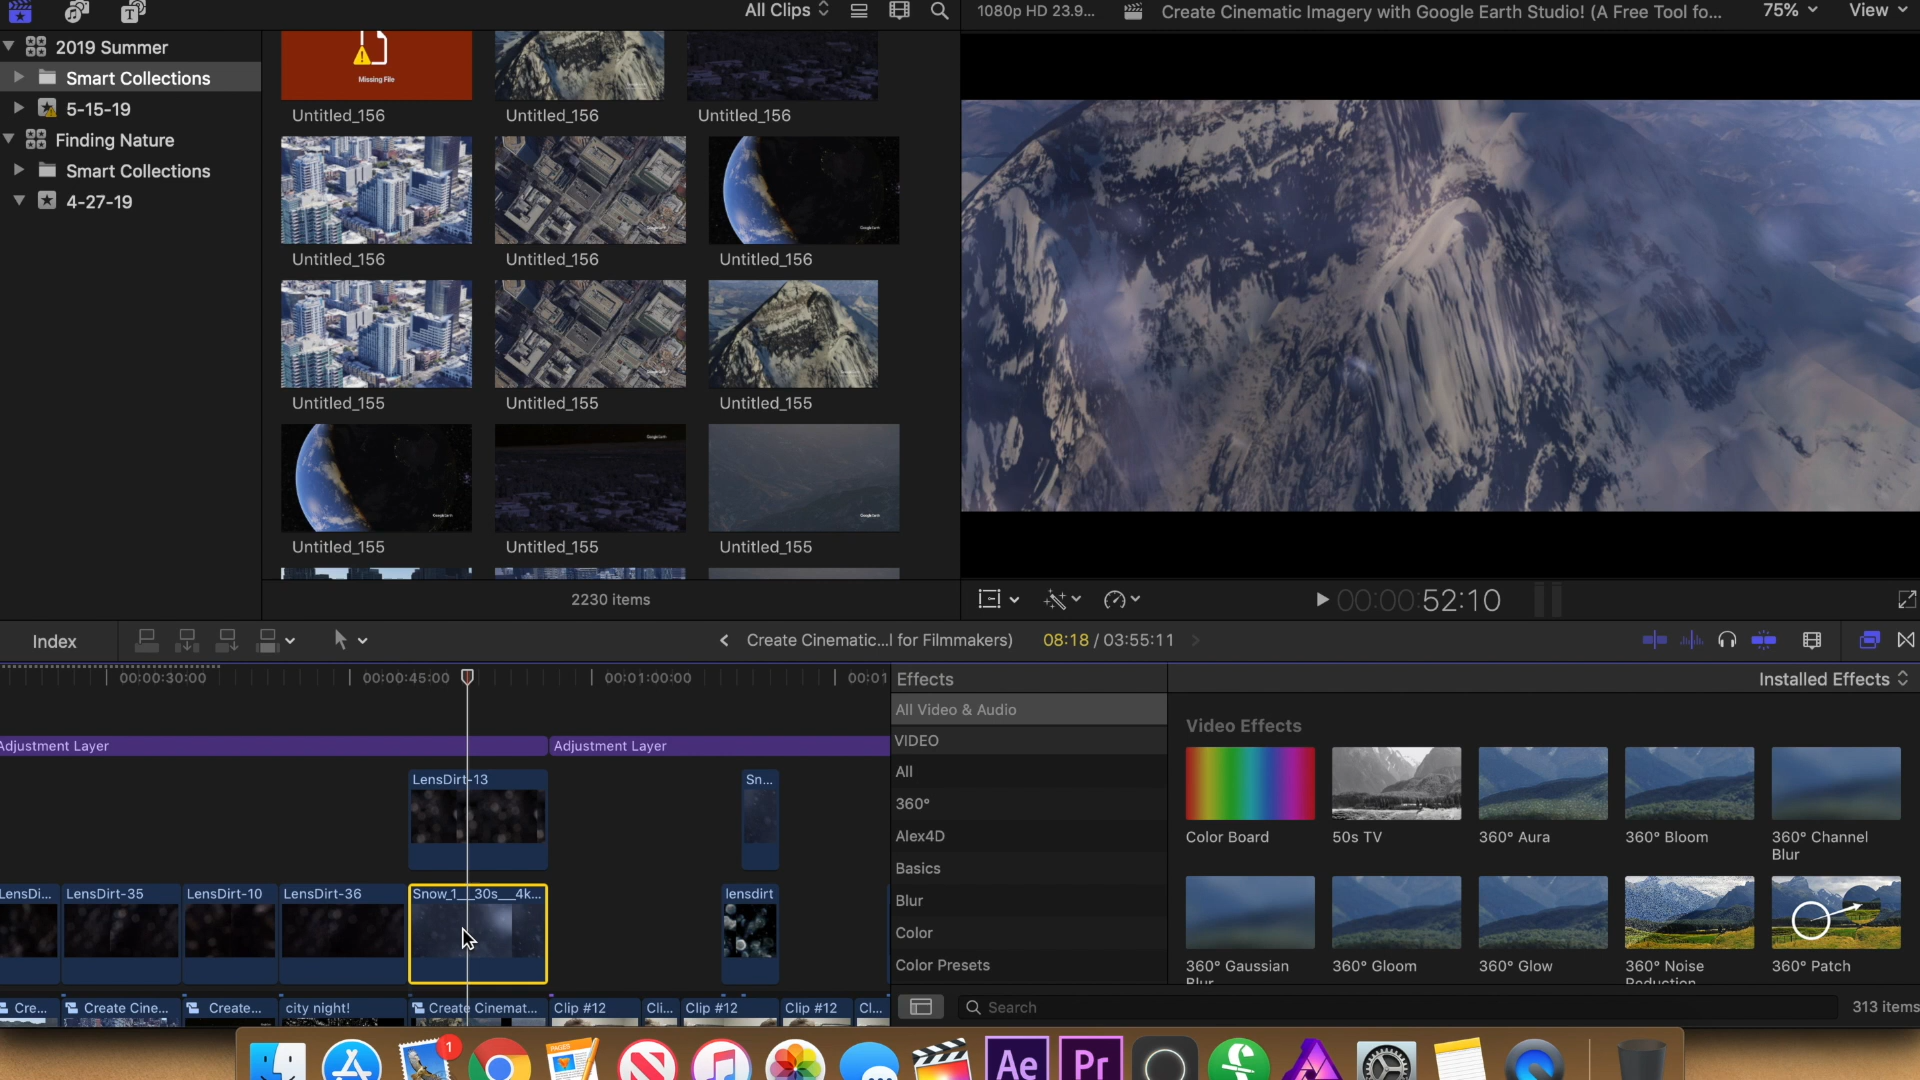 All Clips
1080p HD 23.9...
Create Cinematic Imagery with Google Earth Studio! (A Free Tool fo...
75%
View
2019 Summer
Smart Collections
5-15-19
Finding Nature
Smart Collections
4-27-19
Missing File
Untitled_156
Untitled_156
Untitled_156
Untitled_156
Untitled_156
Untitled_156
Untitled_155
Untitled_155
Untitled_155
Untitled_155
Untitled_155
Untitled_155
2230 items
00:00:52:10
Index
Create Cinematic...l for Filmmakers)
08:18 / 03:55:11
00:00:30:00
00:00:45:00
00:01:00:00
00:01
Adjustment Layer
Adjustment Layer
LensDirt-13
Sn...
LensDi...
LensDirt-35
LensDirt-10
LensDirt-36
Snow_1__30s__4k...
lensdirt
Cre...
Create Cine...
Create...
city night!
Create Cinemat...
Clip #12
Cli...
Clip #12
Clip #12
Cl...
Effects
Installed Effects
All Video & Audio
VIDEO
All
360°
Alex4D
Basics
Blur
Color
Color Presets
Video Effects
Color Board
50s TV
360° Aura
360° Bloom
360° Channel
Blur
360° Gaussian
Blur
360° Gloom
360° Glow
360° Noise
Reduction
360° Patch
Search
313 items
1
PAGES
Ae
Pr